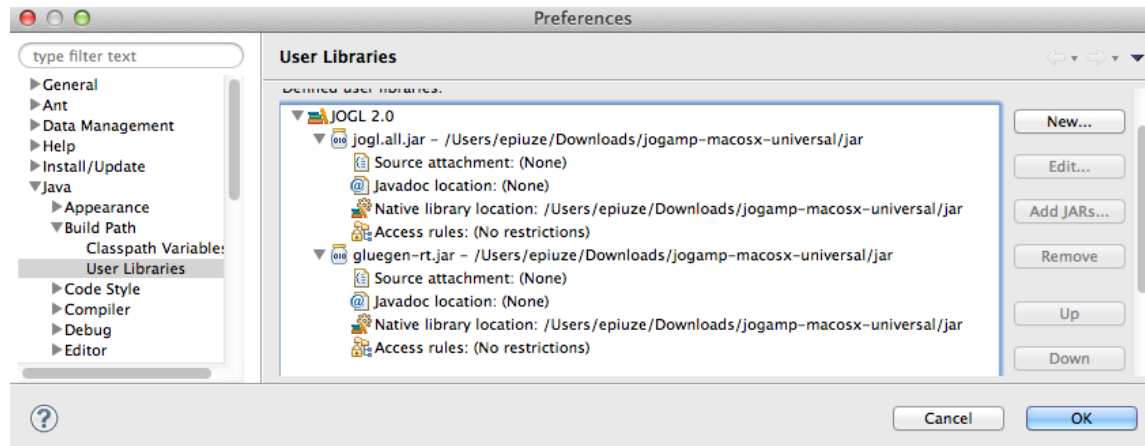 Preferences
type filter text
General
Ant
Data Management
Help
Install/Update
Java
Appearance
Build Path
Classpath Variables
User Libraries
Code Style
Compiler
Debug
Editor
User Libraries
Defined user libraries:
JOGL 2.0
jogl.all.jar - /Users/epiuze/Downloads/jogamp-macosx-universal/jar
Source attachment: (None)
Javadoc location: (None)
Native library location: /Users/epiuze/Downloads/jogamp-macosx-universal/jar
Access rules: (No restrictions)
gluegen-rt.jar - /Users/epiuze/Downloads/jogamp-macosx-universal/jar
Source attachment: (None)
Javadoc location: (None)
Native library location: /Users/epiuze/Downloads/jogamp-macosx-universal/jar
Access rules: (No restrictions)
New...
Edit...
Add JARs...
Remove
Up
Down
?
Cancel
OK